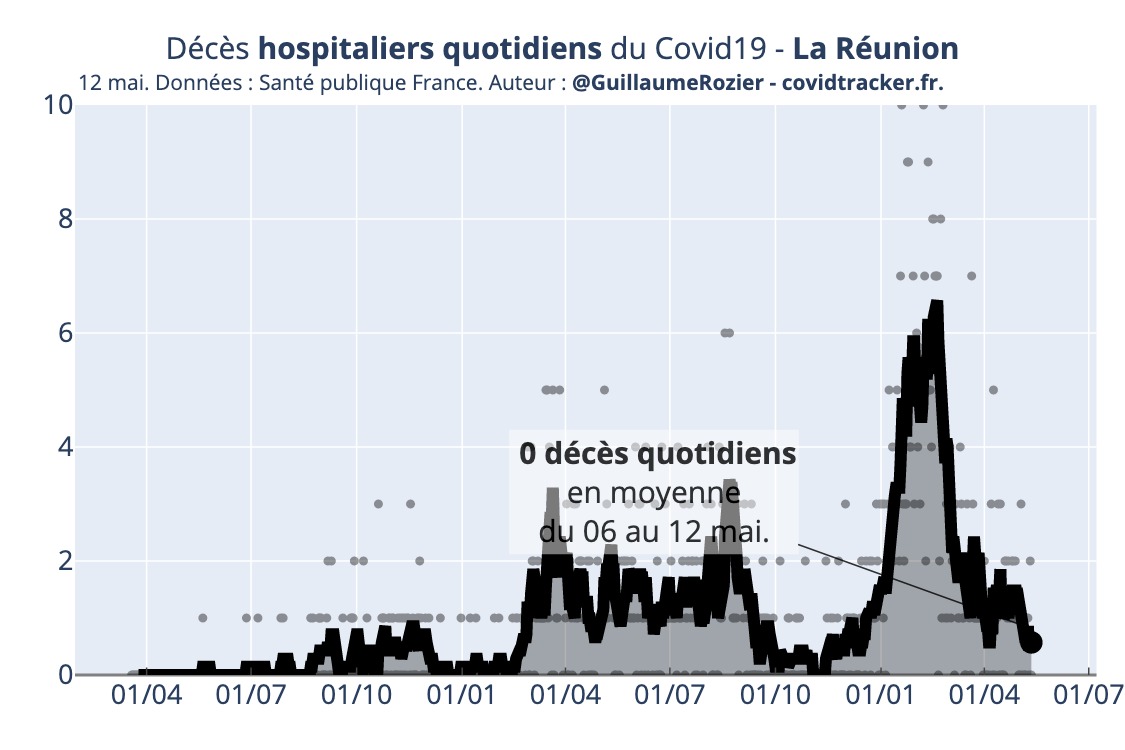 Décès hospitaliers quotidiens du Covid19 - La Réunion
12 mai. Données : Santé publique France. Auteur : @GuillaumeRozier - covidtracker.fr.
10
8
6
4
2
0
0 décès quotidiens
en moyenne
du 06 au 12 mai.
01/04 01/07 01/10 01/01 01/04 01/07 01/10 01/01 01/04 01/07